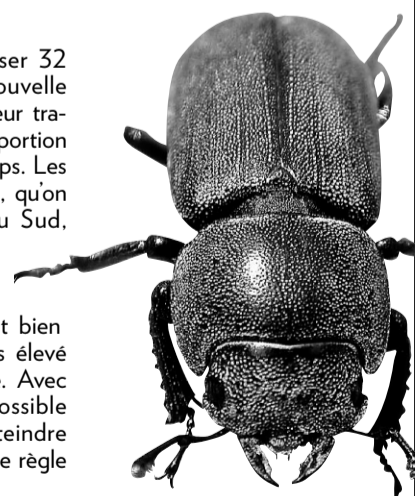 ser 32
ouvelle
eur tra-
portion
ps. Les
, qu'on
u Sud,
t bien
s élevé
. Avec
ossible
teindre
e règle